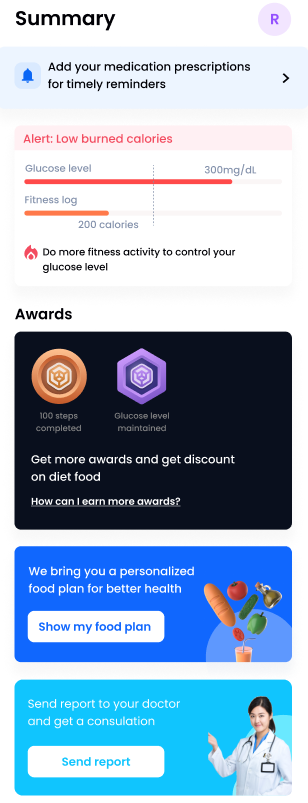 Summary
R
Add your medication prescriptions
for timely reminders
Alert: Low burned calories
Glucose level
300mg/dL
Fitness log
200 calories
Do more fitness activity to control your
glucose level
Awards
100 steps
completed
Glucose level
maintained
Get more awards and get discount
on diet food
How can I earn more awards?
We bring you a personalized
food plan for better health
Show my food plan
Send report to your doctor
and get a consulation
Send report